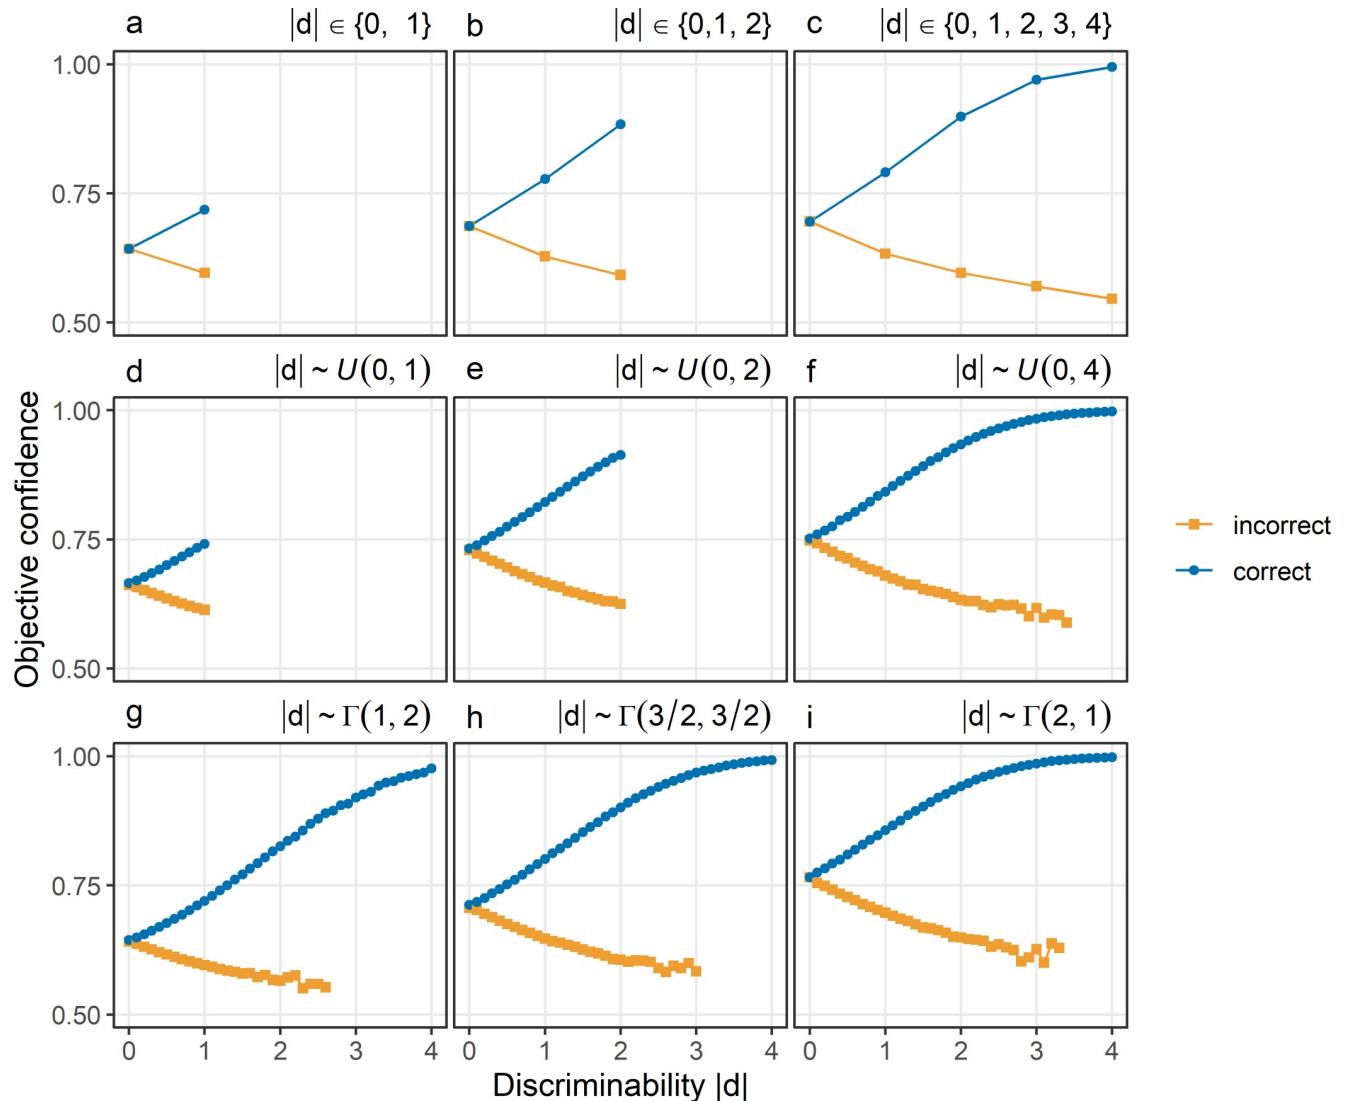 a |d| ∈ {0, 1}
b |d| ∈ {0,1, 2}
c |d| ∈ {0, 1, 2, 3, 4}
1.00
0.75
0.50
d |d| ~ U(0, 1)
e |d| ~ U(0, 2)
f |d| ~ U(0, 4)
1.00
0.75
0.50
g |d| ~ Γ(1, 2)
h |d| ~ Γ(3/2, 3/2)
i |d| ~ Γ(2, 1)
1.00
0.75
0.50
0 1 2 3 4
0 1 2 3 4
0 1 2 3 4
Objective confidence
Discriminability |d|
incorrect
correct